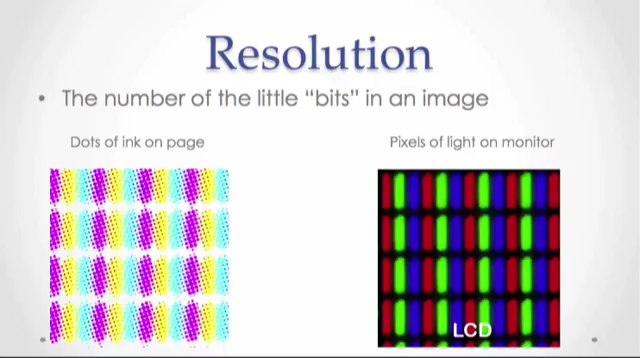 Resolution
• The number of the little “bits” in an image
Dots of ink on page
Pixels of light on monitor
LCD